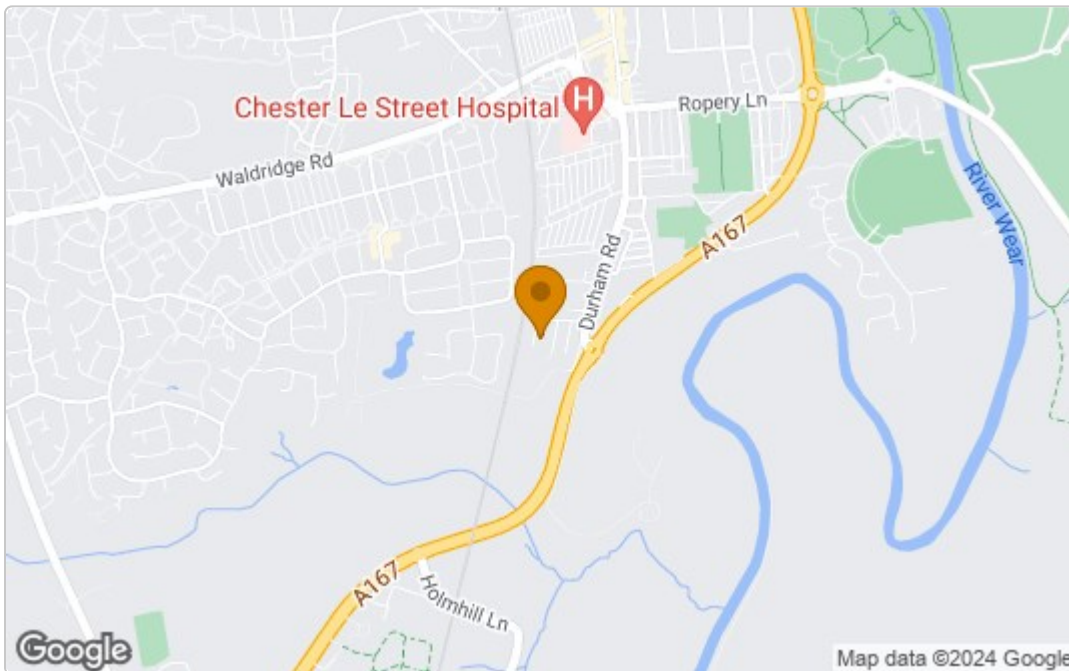 Chester Le Street Hospital
H
Ropery Ln
Waldridge Rd
River Wear
A167
Durham Rd
A167
Holmhill Ln
Google
Map data ©2024 Google